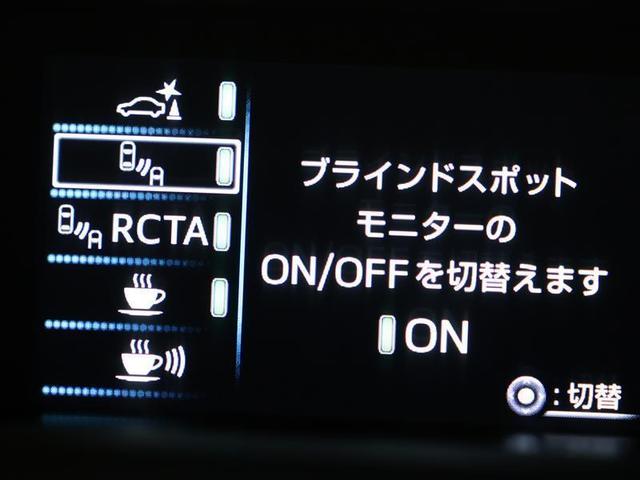 RCTA
ブラインドスポット
モニターの
ON/OFFを切替えます
ON
:切替